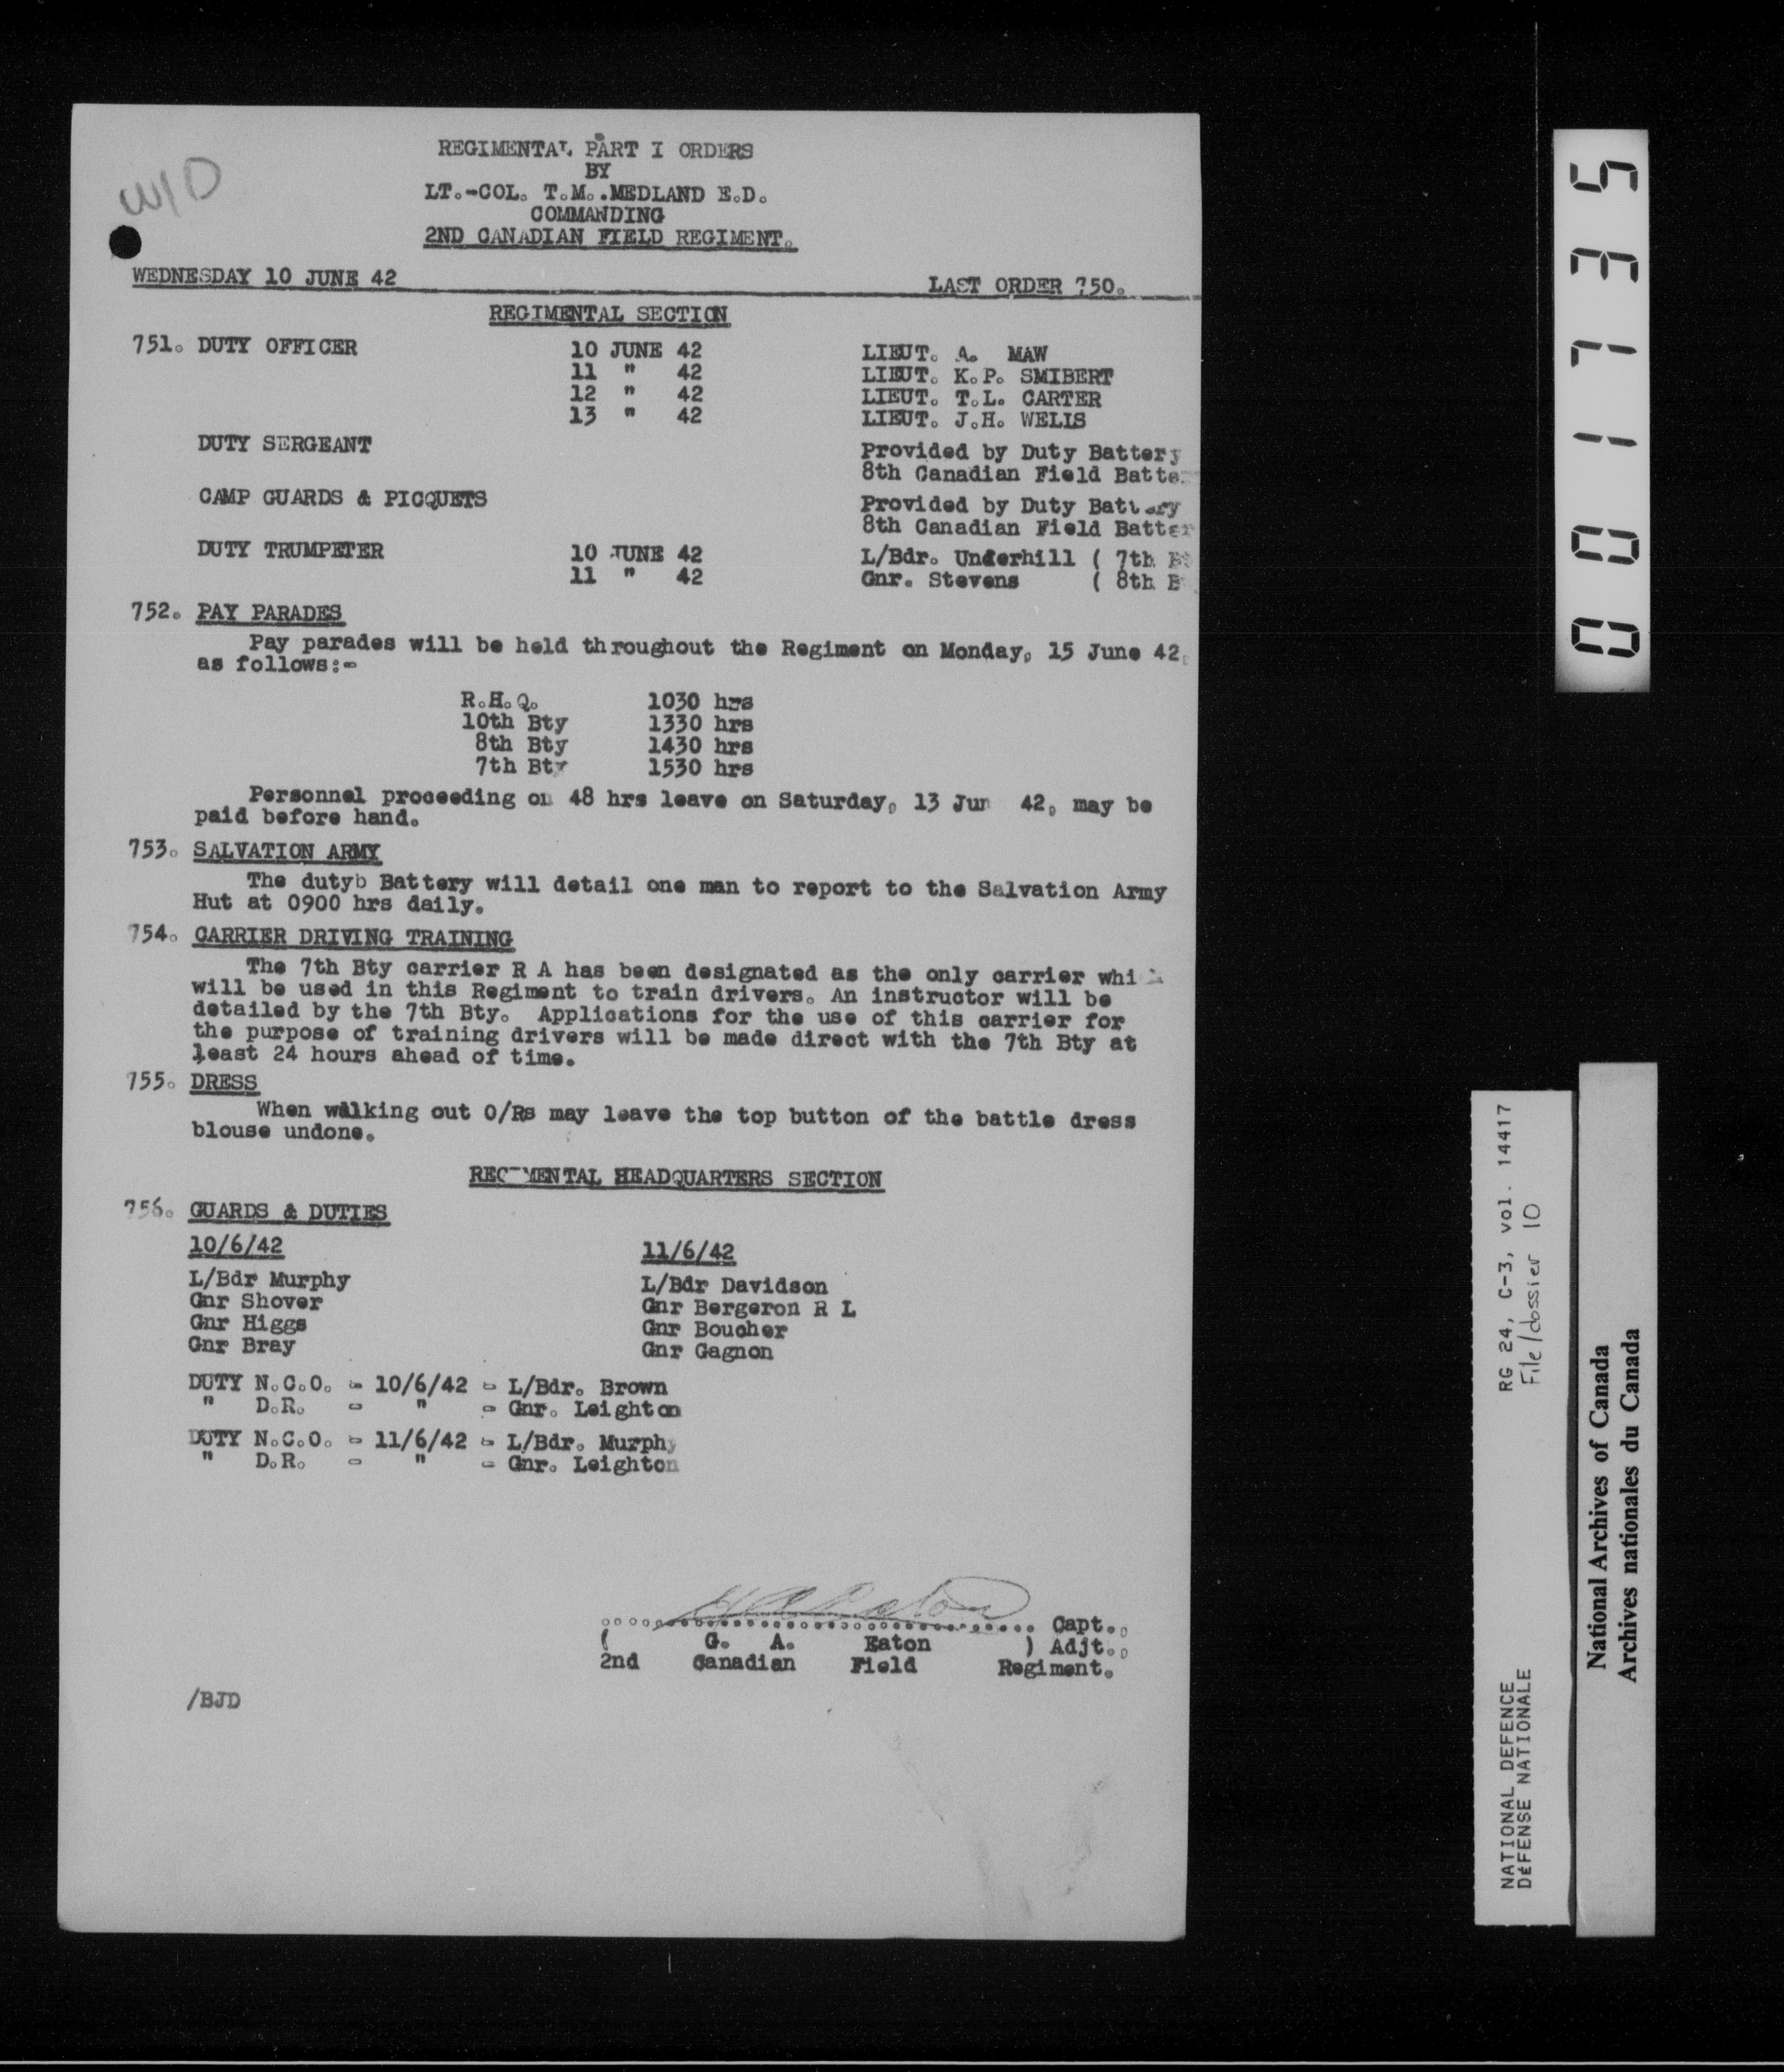 W/D
REGIMENTAL PART I ORDERS
BY
LT.-COL. T.M..MEDLAND E.D.
COMMANDING
2ND CANADIAN FIELD REGIMENT.
WEDNESDAY 10 JUNE 42 LAST ORDER 750.
REGIMENTAL SECTION
751. DUTY OFFICER 10 JUNE 42 LIEUT. A. MAW
11 " 42 LIEUT. K.P. SMIBERT
12 " 42 LIEUT. T.L. CARTER
13 " 42 LIEUT. J.H. WELIS
DUTY SERGEANT Provided by Duty Battery
8th Canadian Field Batte
CAMP GUARDS & PICQUETS Provided by Duty Battery
8th Canadian Field Batter
DUTY TRUMPETER 10 JUNE 42 L/Bdr. Underhill ( 7th B
11 " 42 Gnr. Stevens ( 8th B
752. PAY PARADES
Pay parades will be held throughout the Regiment on Monday, 15 June 42,
as follows:-
R.H.Q. 1030 hrs
10th Bty 1330 hrs
8th Bty 1430 hrs
7th Bty 1530 hrs
Personnel proceeding on 48 hrs leave on Saturday, 13 Jun 42, may be
paid before hand.
753. SALVATION ARMY
The dutyb Battery will detail one man to report to the Salvation Army
Hut at 0900 hrs daily.
754. CARRIER DRIVING TRAINING
The 7th Bty carrier R A has been designated as the only carrier whi
will be used in this Regiment to train drivers. An instructor will be
detailed by the 7th Bty. Applications for the use of this carrier for
the purpose of training drivers will be made direct with the 7th Bty at
least 24 hours ahead of time.
755. DRESS
When walking out O/Rs may leave the top button of the battle dress
blouse undone.
REGIMENTAL HEADQUARTERS SECTION
756. GUARDS & DUTIES
10/6/42 11/6/42
L/Bdr Murphy L/Bdr Davidson
Gnr Shover Gnr Bergeron R L
Gnr Higgs Gnr Boucher
Gnr Bray Gnr Gagnon
DUTY N.C.O. - 10/6/42 - L/Bdr. Brown
" D.R. - " - Gnr. Leighton
DUTY N.C.O. - 11/6/42 - L/Bdr. Murphy
" D.R. - " - Gnr. Leighton
GA Eaton
........................................ Capt.,
( G. A. Eaton ) Adjt.,
2nd Canadian Field Regiment.
/BJD
001735
RG 24, C-3, vol. 14417
File/dossier 10
NATIONAL DEFENCE
DÉFENSE NATIONALE
National Archives of Canada
Archives nationales du Canada